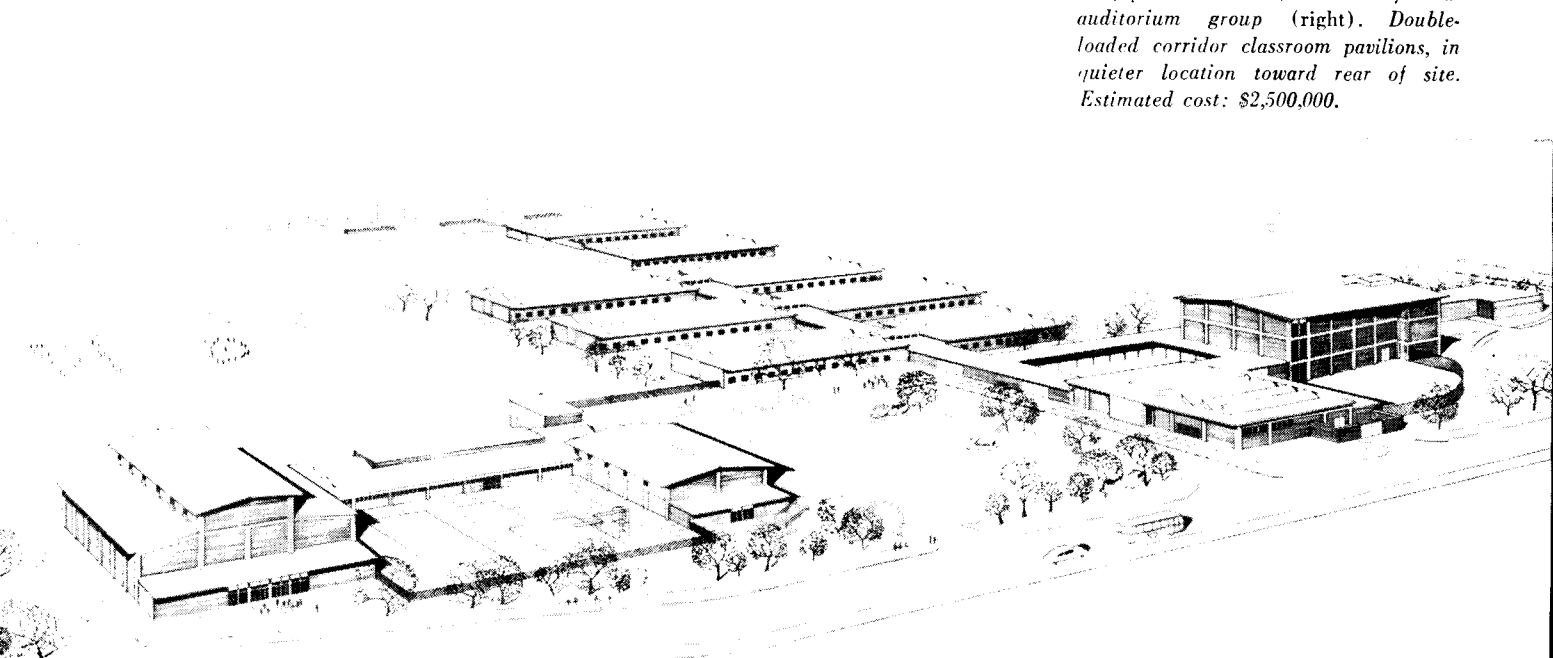 auditorium group (right). Double-
loaded corridor classroom pavilions, in
quieter location toward rear of site.
Estimated cost: $2,500,000.